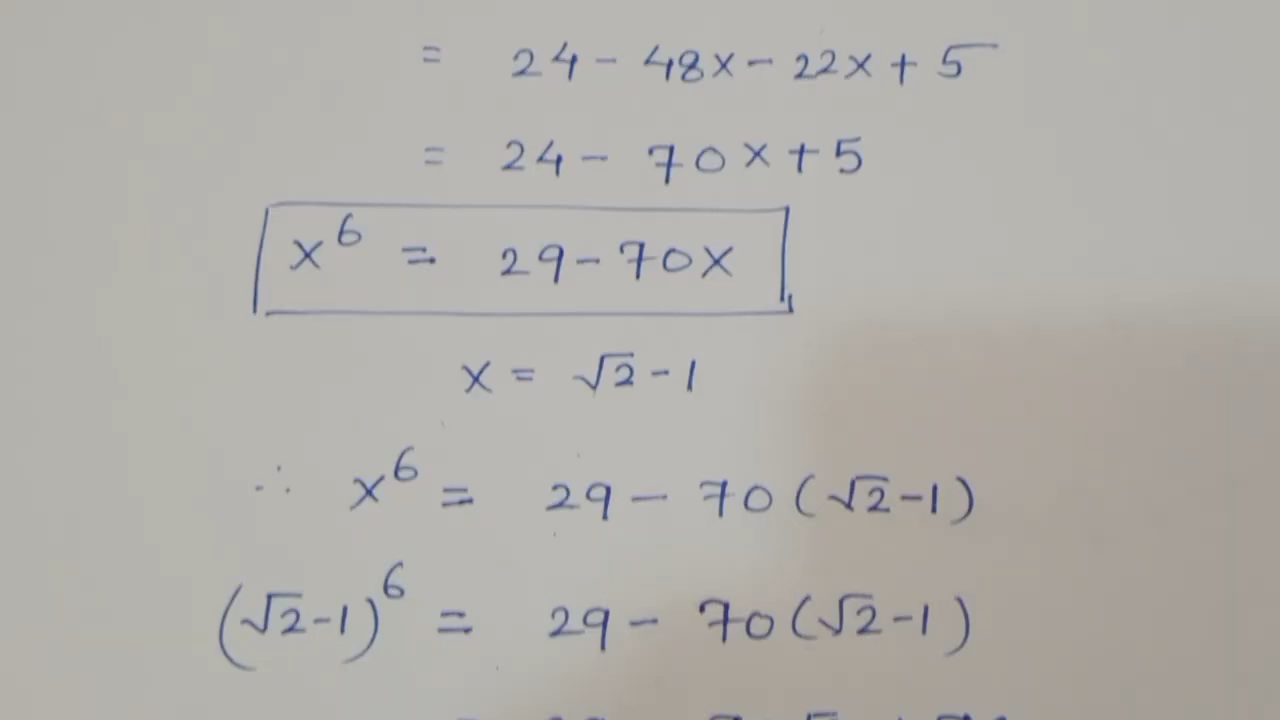 = 24 - 48x - 22x + 5
= 24 - 70x + 5
x⁶ = 29 - 70x
x = √2 - 1
∴ x⁶ = 29 - 70(√2 - 1)
(√2 - 1)⁶ = 29 - 70(√2 - 1)